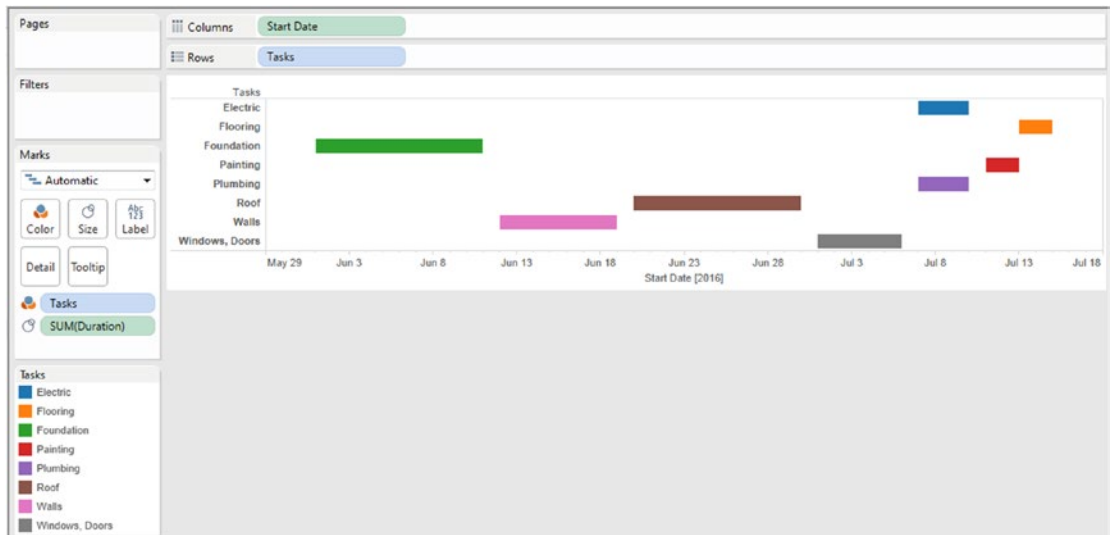 Pages
Columns Start Date
Rows Tasks
Filters
Tasks
Electric
Flooring
Foundation
Painting
Plumbing
Roof
Walls
Windows, Doors
May 29 Jun 3 Jun 8 Jun 13 Jun 18 Jun 23 Jun 28 Jul 3 Jul 8 Jul 13 Jul 18
Start Date [2016]
Marks
Automatic
Abc
123
Color Size Label
Detail Tooltip
Tasks
SUM(Duration)
Tasks
Electric
Flooring
Foundation
Painting
Plumbing
Roof
Walls
Windows, Doors